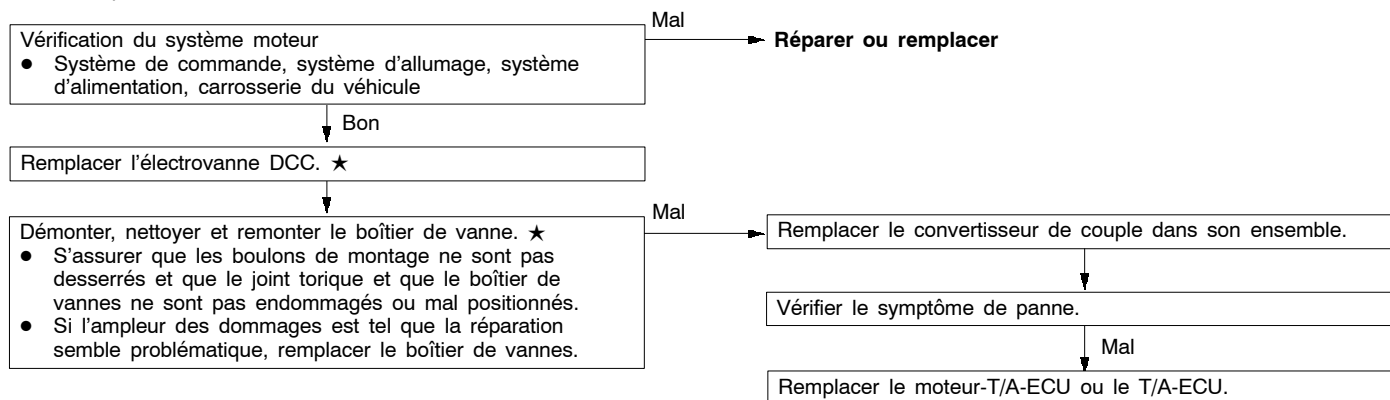 Vérification du système moteur
● Système de commande, système d'allumage, système
d'alimentation, carrosserie du véhicule
Mal
Réparer ou remplacer
Bon
Remplacer l'électrovanne DCC. ★
Démonter, nettoyer et remonter le boîtier de vanne. ★
● S'assurer que les boulons de montage ne sont pas
desserrés et que le joint torique et que le boîtier de
vannes ne sont pas endommagés ou mal positionnés.
● Si l'ampleur des dommages est tel que la réparation
semble problématique, remplacer le boîtier de vannes.
Mal
Remplacer le convertisseur de couple dans son ensemble.
Vérifier le symptôme de panne.
Mal
Remplacer le moteur-T/A-ECU ou le T/A-ECU.